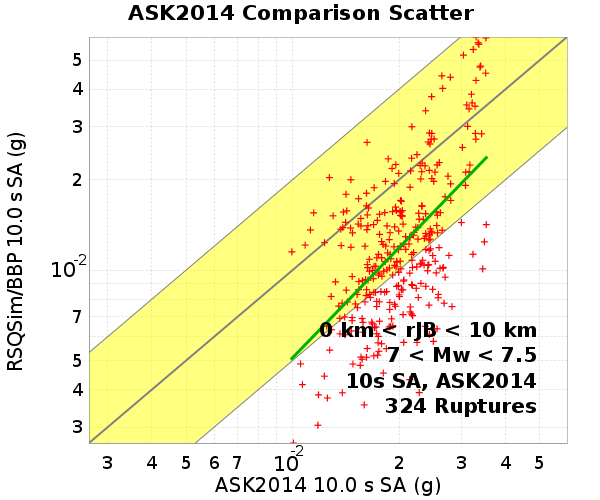 ASK2014 Comparison Scatter
RSQSim/BBP 10.0 s SA (g)
5
4
3
2
10-2
7
5
4
3
0 km < rJB < 10 km
7 < Mw < 7.5
10s SA, ASK2014
324 Ruptures
3 4 5 6 7 10-2 2 3 4 5
ASK2014 10.0 s SA (g)